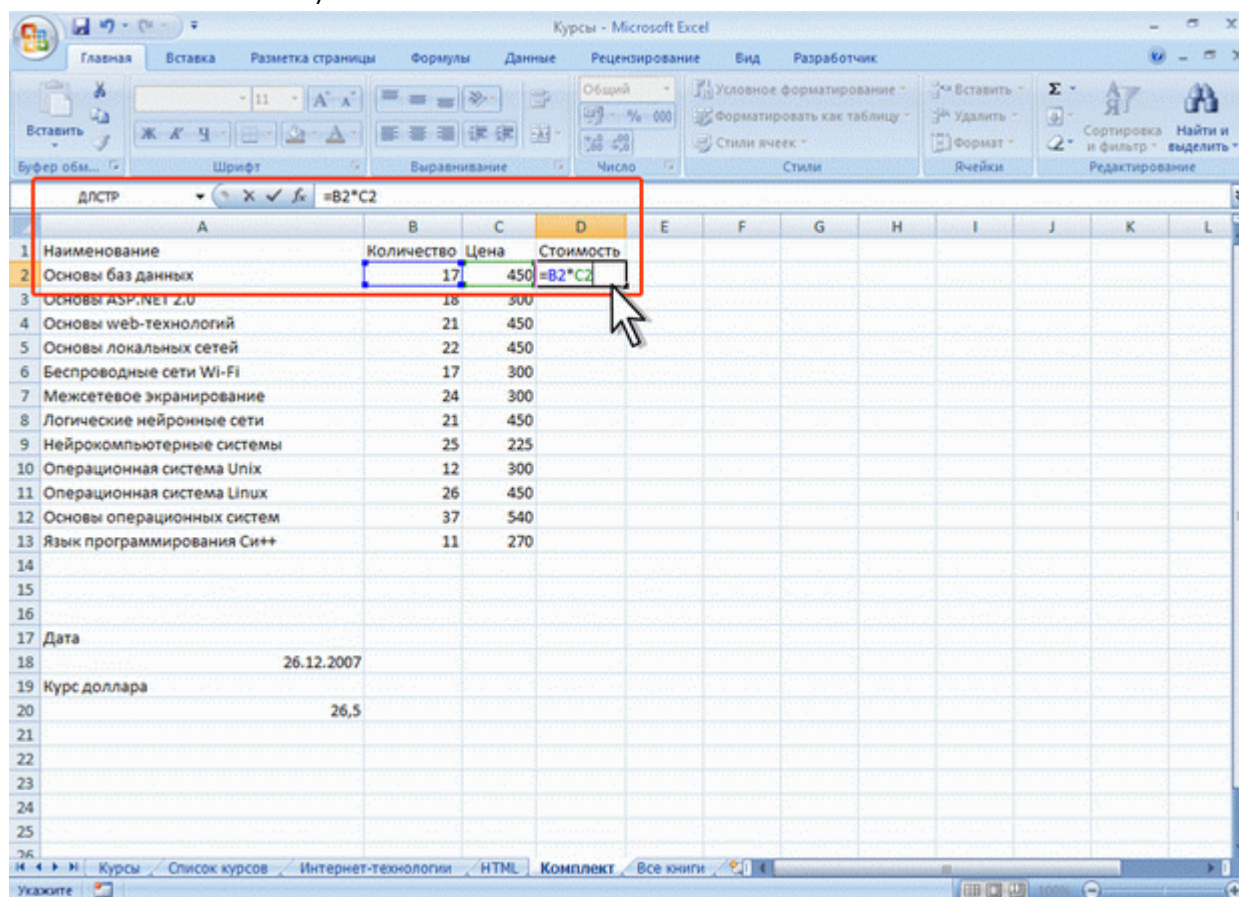 Курсы - Microsoft Excel
Главная Вставка Разметка страницы Формулы Данные Рецензирование Вид Разработчик
Вставить
11
Ж К Ч
Общий
% 000
Условное форматирование
Форматировать как таблицу
Стили ячеек
Вставить
Удалить
Формат
Σ
Сортировка и фильтр
Найти и выделить
Буфер обм... Шрифт Выравнивание Число Стили Ячейки Редактирование
ДЛСТР fx =B2*C2
A B C D E F G H I J K L
1 Наименование Количество Цена Стоимость
2 Основы баз данных 17 450 =B2*C2
3 Основы ASP.NET 2.0 18 300
4 Основы web-технологий 21 450
5 Основы локальных сетей 22 450
6 Беспроводные сети Wi-Fi 17 300
7 Межсетевое экранирование 24 300
8 Логические нейронные сети 21 450
9 Нейрокомпьютерные системы 25 225
10 Операционная система Unix 12 300
11 Операционная система Linux 26 450
12 Основы операционных систем 37 540
13 Язык программирования Си++ 11 270
14
15
16
17 Дата
18 26.12.2007
19 Курс доллара
20 26,5
21
22
23
24
25
26
Курсы Список курсов Интернет-технологии HTML Комплект Все книги
Укажите 100%